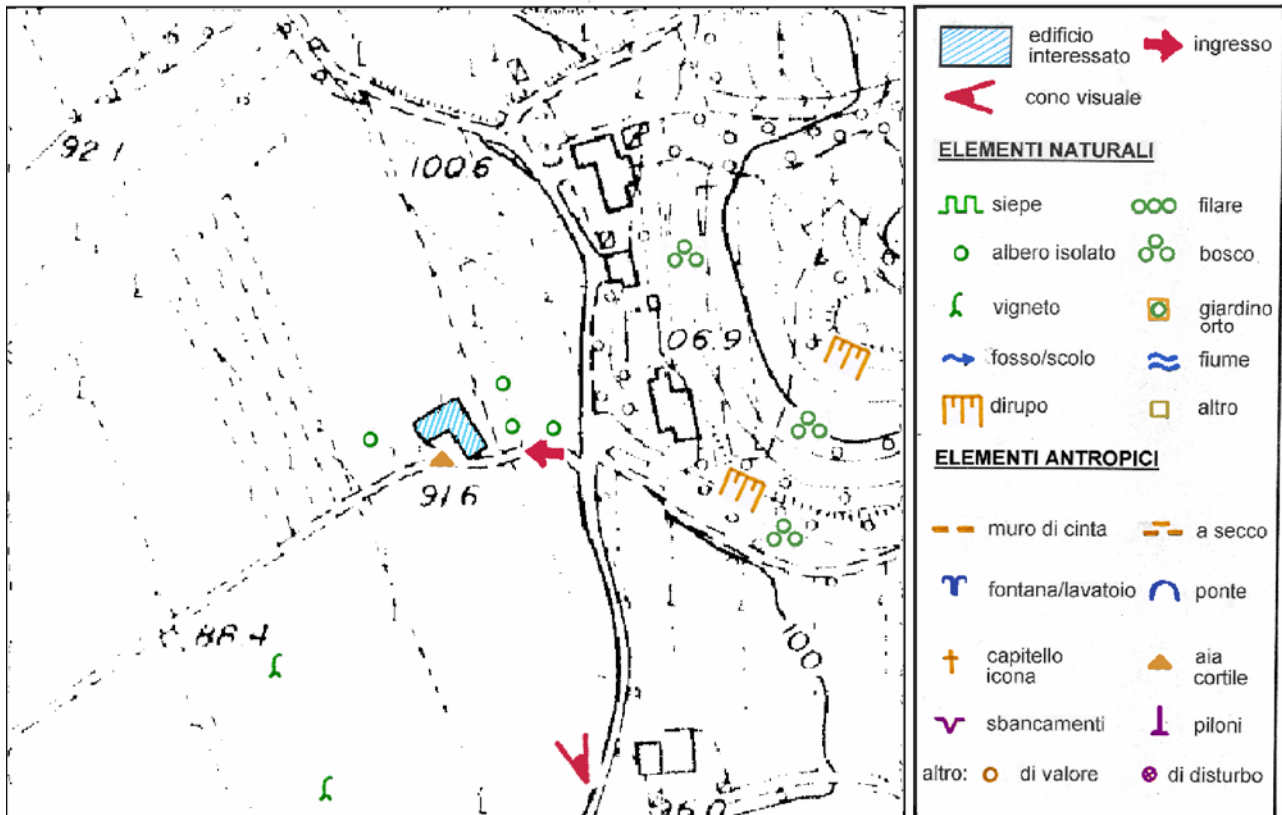 92 1
100.6
06.9
91 6
88 4
100
96.0
edificio
interessato
ingresso
cono visuale
ELEMENTI NATURALI
siepe
filare
albero isolato
bosco
vigneto
giardino
orto
fosso/scolo
fiume
dirupo
altro
ELEMENTI ANTROPICI
muro di cinta
a secco
fontana/lavatoio
ponte
capitello
icona
aia
cortile
sbancamenti
piloni
altro:
di valore
di disturbo